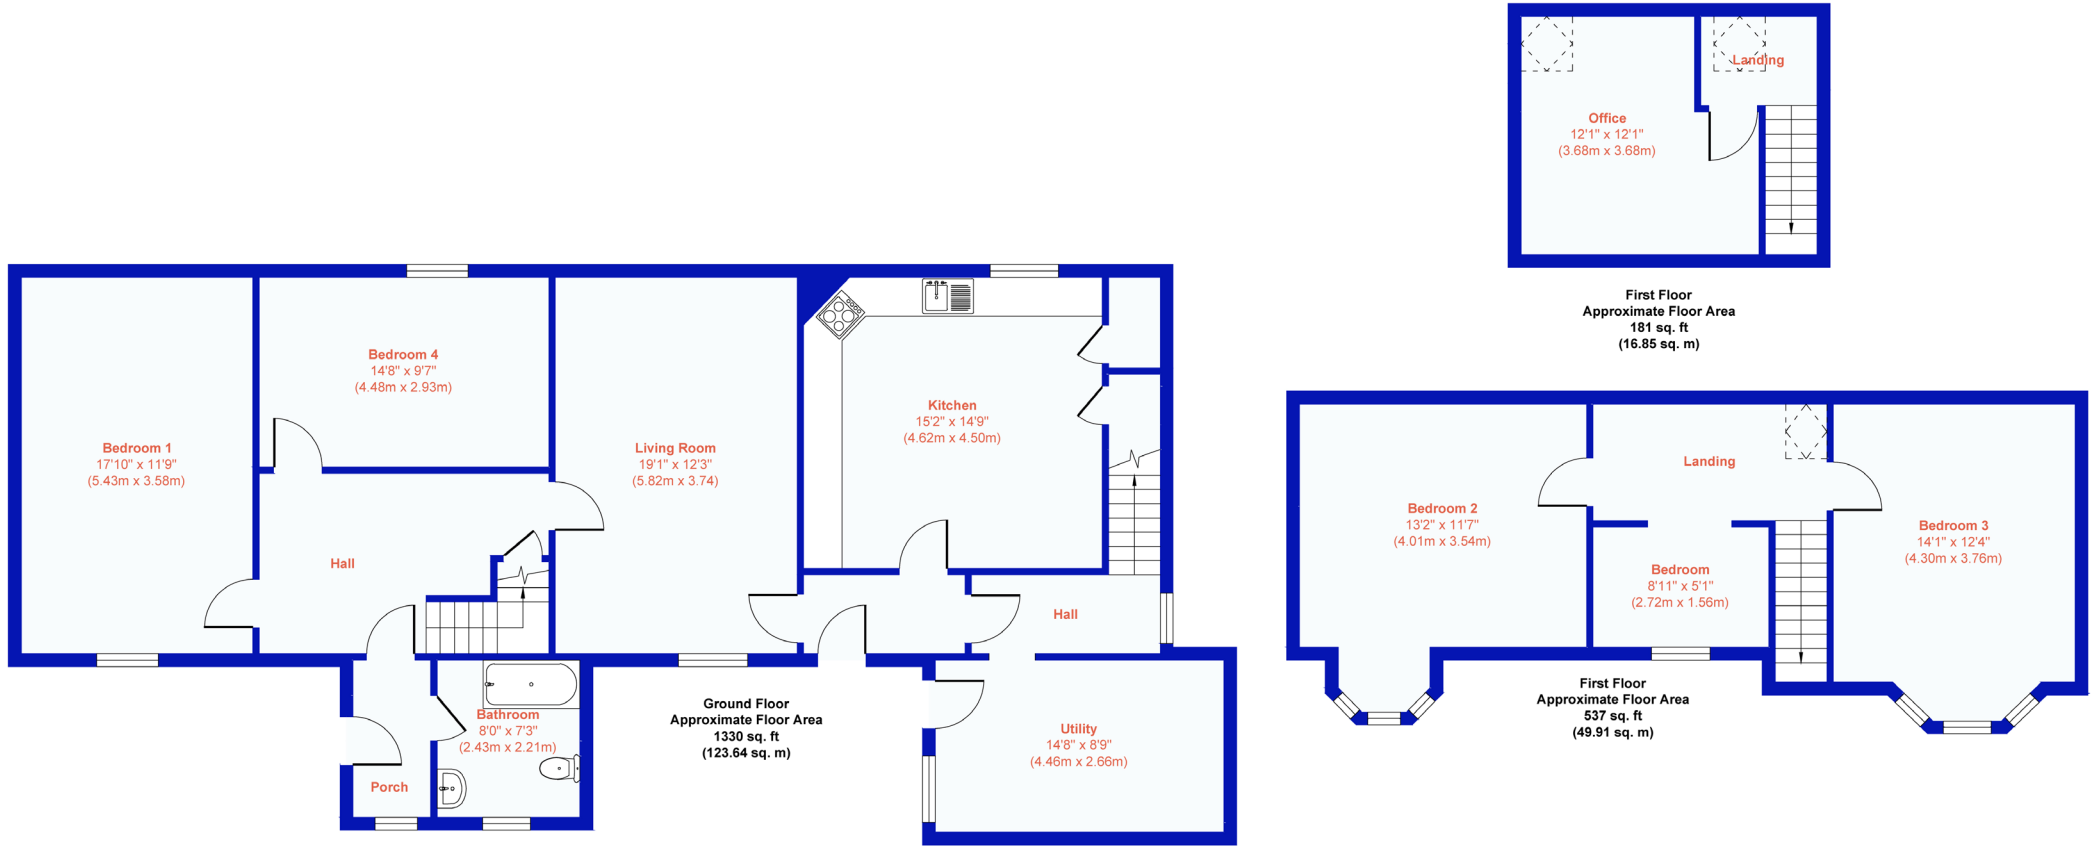 Landing
Office
12'1" x 12'1"
(3.68m x 3.68m)
First Floor
Approximate Floor Area
181 sq. ft
(16.85 sq. m)
Bedroom 4
14'8" x 9'7"
(4.48m x 2.93m)
Kitchen
15'2" x 14'9"
(4.62m x 4.50m)
Bedroom 1
17'10" x 11'9"
(5.43m x 3.58m)
Living Room
19'1" x 12'3"
(5.82m x 3.74)
Hall
Hall
Bathroom
8'0" x 7'3"
(2.43m x 2.21m)
Porch
Ground Floor
Approximate Floor Area
1330 sq. ft
(123.64 sq. m)
Utility
14'8" x 8'9"
(4.46m x 2.66m)
Landing
Bedroom 2
13'2" x 11'7"
(4.01m x 3.54m)
Bedroom 3
14'1" x 12'4"
(4.30m x 3.76m)
Bedroom
8'11" x 5'1"
(2.72m x 1.56m)
First Floor
Approximate Floor Area
537 sq. ft
(49.91 sq. m)